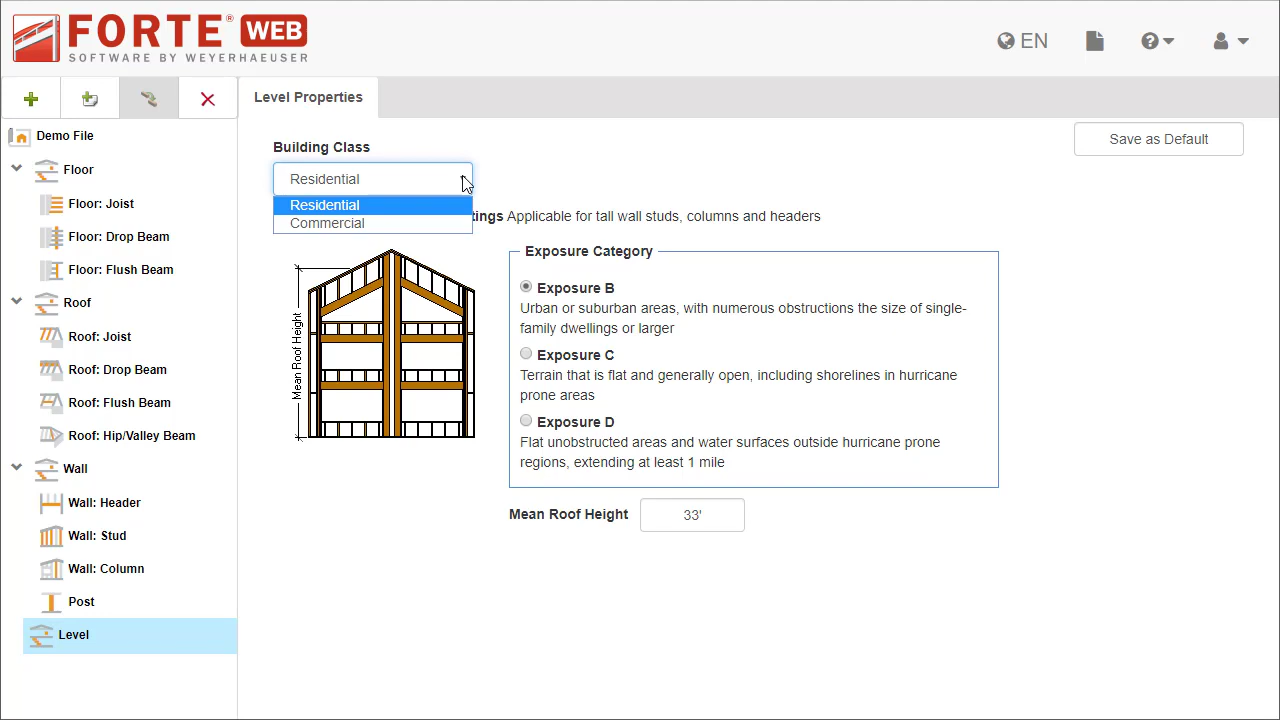 FORTE® WEB
SOFTWARE BY WEYERHAEUSER
EN
Level Properties
Demo File
Floor
Floor: Joist
Floor: Drop Beam
Floor: Flush Beam
Roof
Roof: Joist
Roof: Drop Beam
Roof: Flush Beam
Roof: Hip/Valley Beam
Wall
Wall: Header
Wall: Stud
Wall: Column
Post
Level
Building Class
Save as Default
Residential
Residential
Commercial
tings Applicable for tall wall studs, columns and headers
Mean Roof Height
Exposure Category
Exposure B
Urban or suburban areas, with numerous obstructions the size of single-
family dwellings or larger
Exposure C
Terrain that is flat and generally open, including shorelines in hurricane
prone areas
Exposure D
Flat unobstructed areas and water surfaces outside hurricane prone
regions, extending at least 1 mile
Mean Roof Height 33'